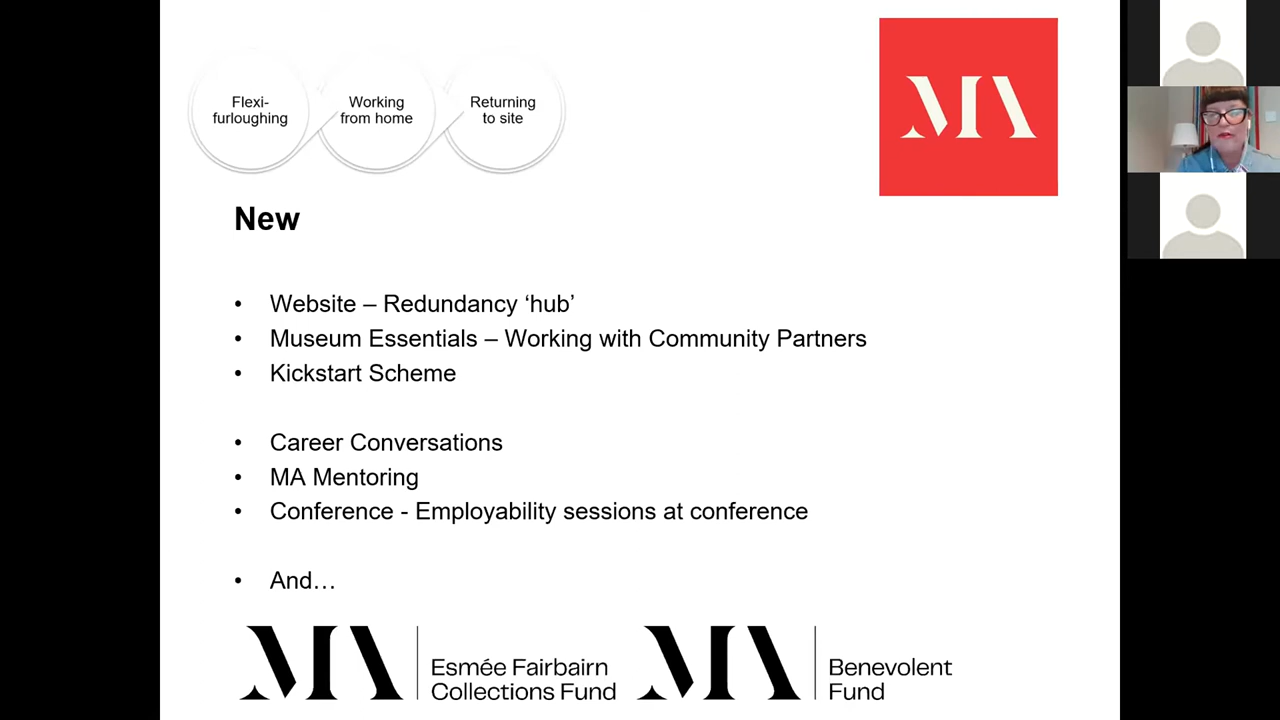 Flexi-
furloughing
Working
from home
Returning
to site
MA
New
• Website – Redundancy ‘hub’
• Museum Essentials – Working with Community Partners
• Kickstart Scheme
• Career Conversations
• MA Mentoring
• Conference - Employability sessions at conference
• And…
MA
Esmée Fairbairn
Collections Fund
MA
Benevolent
Fund